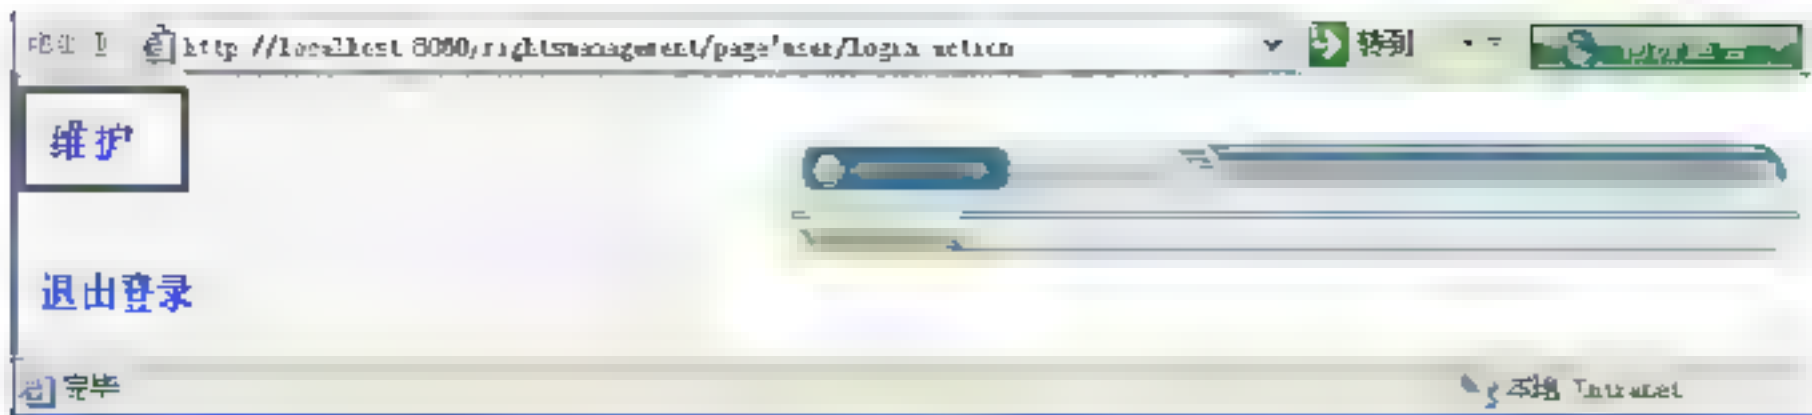 地址 D http //localhost 8080/rightsmanagement/page/user/login action 转到
维护
退出登录
完毕 本地 Intranet